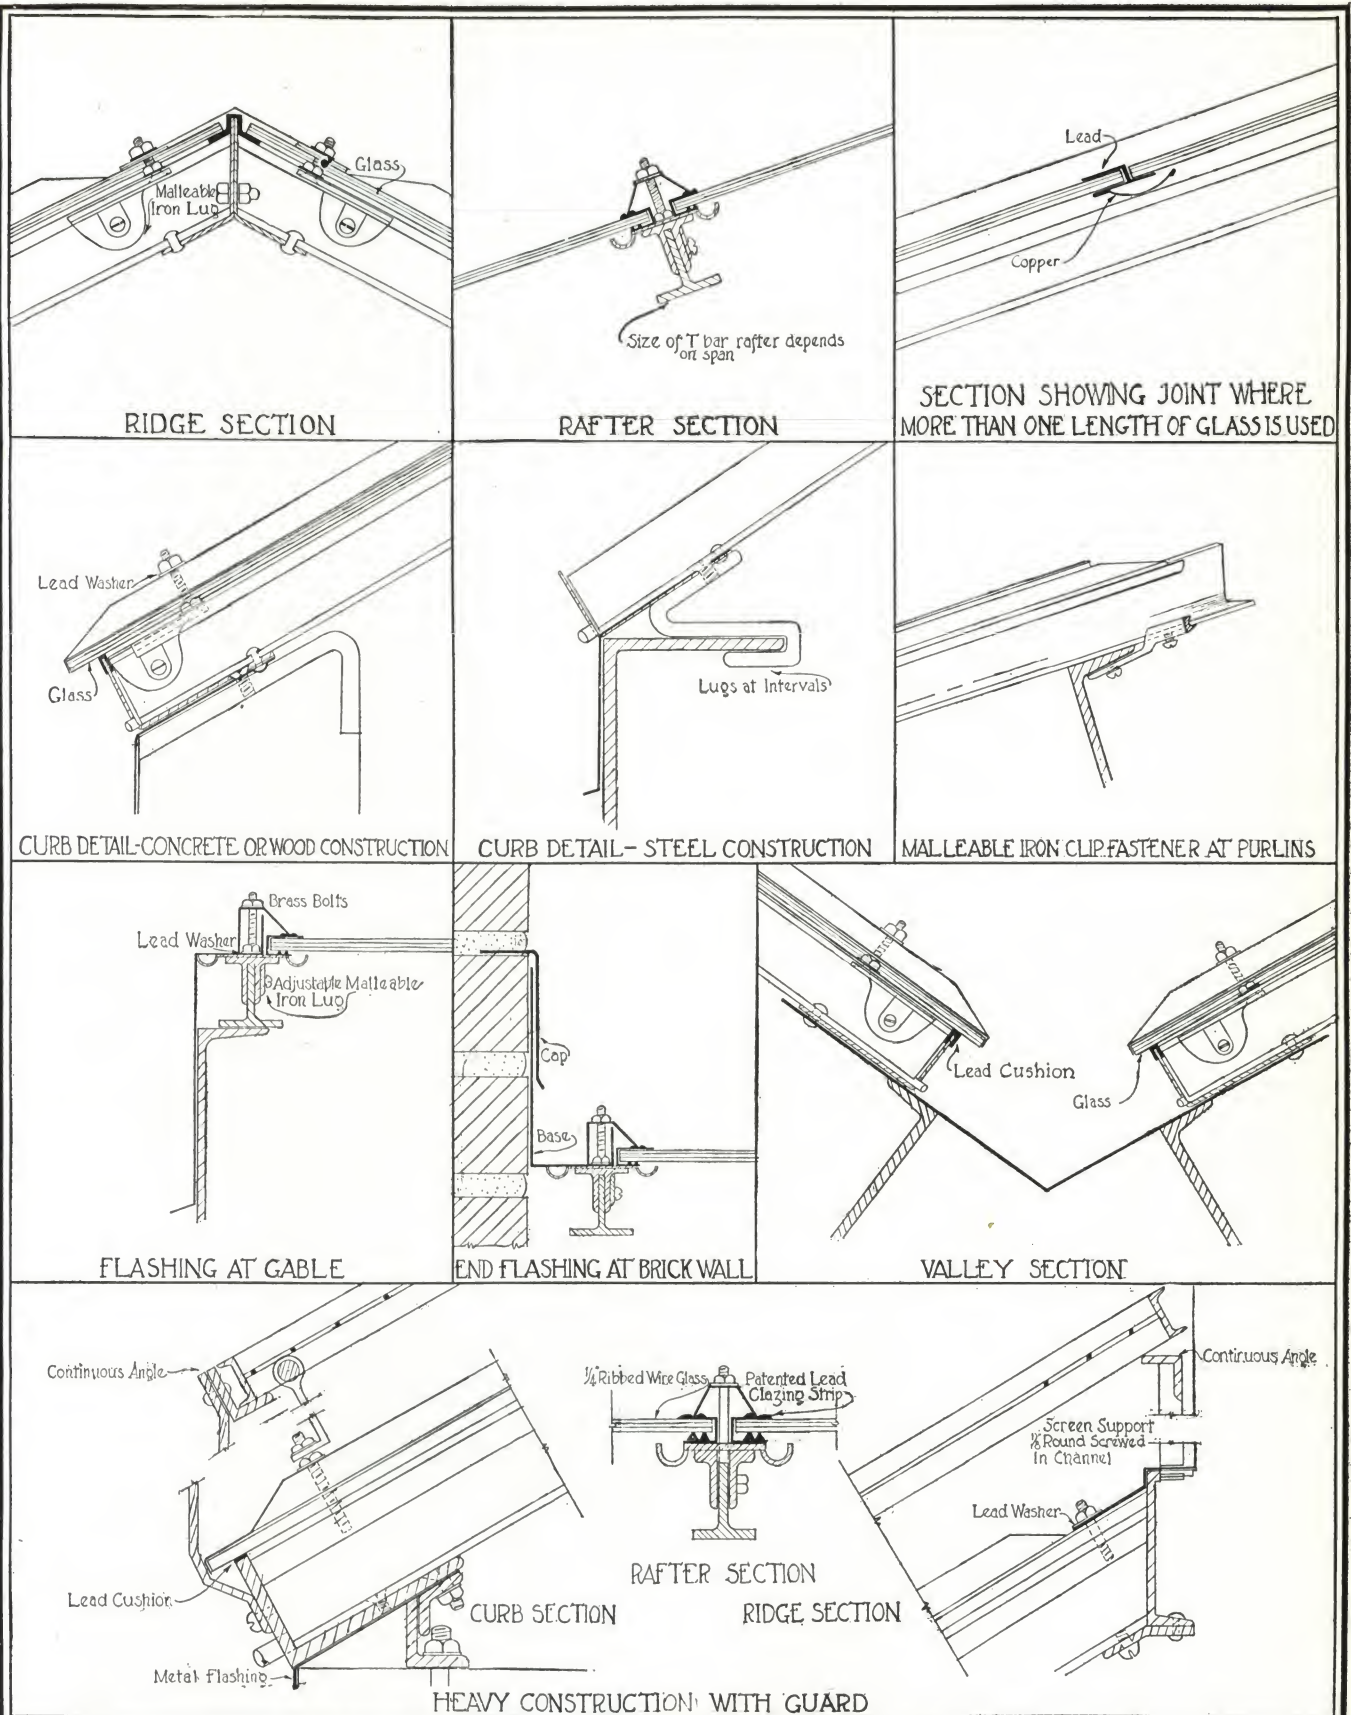 Glass
Malleable
Iron Lug
RIDGE SECTION
Size of T bar rafter depends
on span
RAFTER SECTION
Lead
Copper
SECTION SHOWING JOINT WHERE
MORE THAN ONE LENGTH OF GLASS IS USED
Lead Washer
Glass
CURB DETAIL-CONCRETE OR WOOD CONSTRUCTION
Lugs at Intervals
CURB DETAIL- STEEL CONSTRUCTION
MALLEABLE IRON CLIP FASTENER AT PURLINS
Brass Bolts
Lead Washer
Adjustable Malleable
Iron Lug
FLASHING AT GABLE
Cap
Base
END FLASHING AT BRICK WALL
Lead Cushion
Glass
VALLEY SECTION
Continuous Angle
Lead Cushion
Metal Flashing
CURB SECTION
1/4" Ribbed Wire Glass
Patented Lead
Glazing Strip
RAFTER SECTION
RIDGE SECTION
Continuous Angle
Screen Support
Round Screwed
in Channel
Lead Washer
HEAVY CONSTRUCTION WITH GUARD